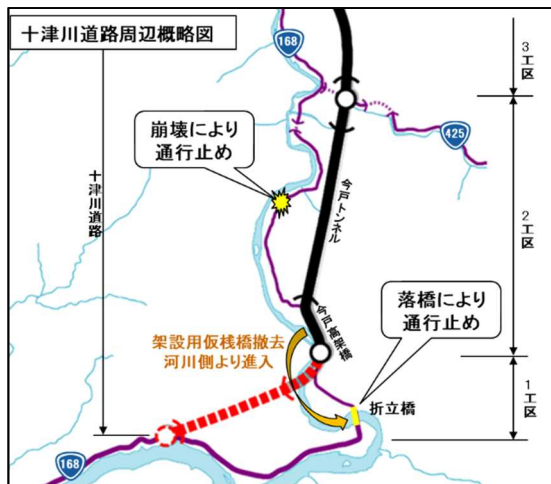 十津川道路周辺概略図
168
3工区
崩壊により
通行止め
425
十津川道路
今戸トンネル
2工区
落橋により
通行止め
今戸高架橋
架設用仮桟橋撤去
河川側より進入
折立橋
1工区
168